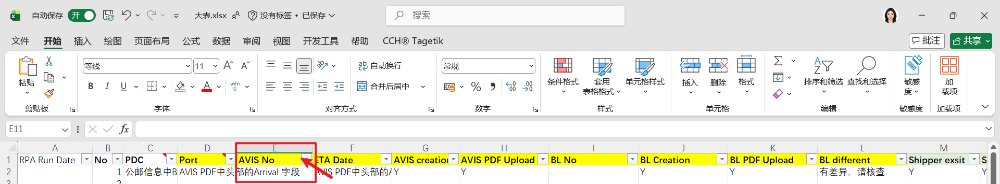 自动保存 开 大表.xlsx 没有标签 • 已保存 搜索
文件 开始 插入 绘图 页面布局 公式 数据 审阅 视图 开发工具 帮助 CCH® Tagetik 批注 共享
粘贴
剪贴板
等线 11
B I U wén 文
字体
ab 自动换行
合并后居中
对齐方式
常规
% , .00
数字
条件格式 套用 表格格式 单元格样式
样式
插入 删除 格式
单元格
排序和筛选 查找和选择
编辑
敏感度
敏感度
加载项
加载项
E11 fx
A B C D E F G H I J K L M
1 RPA Run Date No PDC Port AVIS No ETA Date AVIS creation AVIS PDF Upload BL No BL Creation BL PDF Upload BL different Shipper exsit S
2 1 公邮信息中B AVIS PDF中头部的Arrival 字段 AVIS PDF中头部的A Y Y Y Y 有差异，请核查 Y Y
3 2